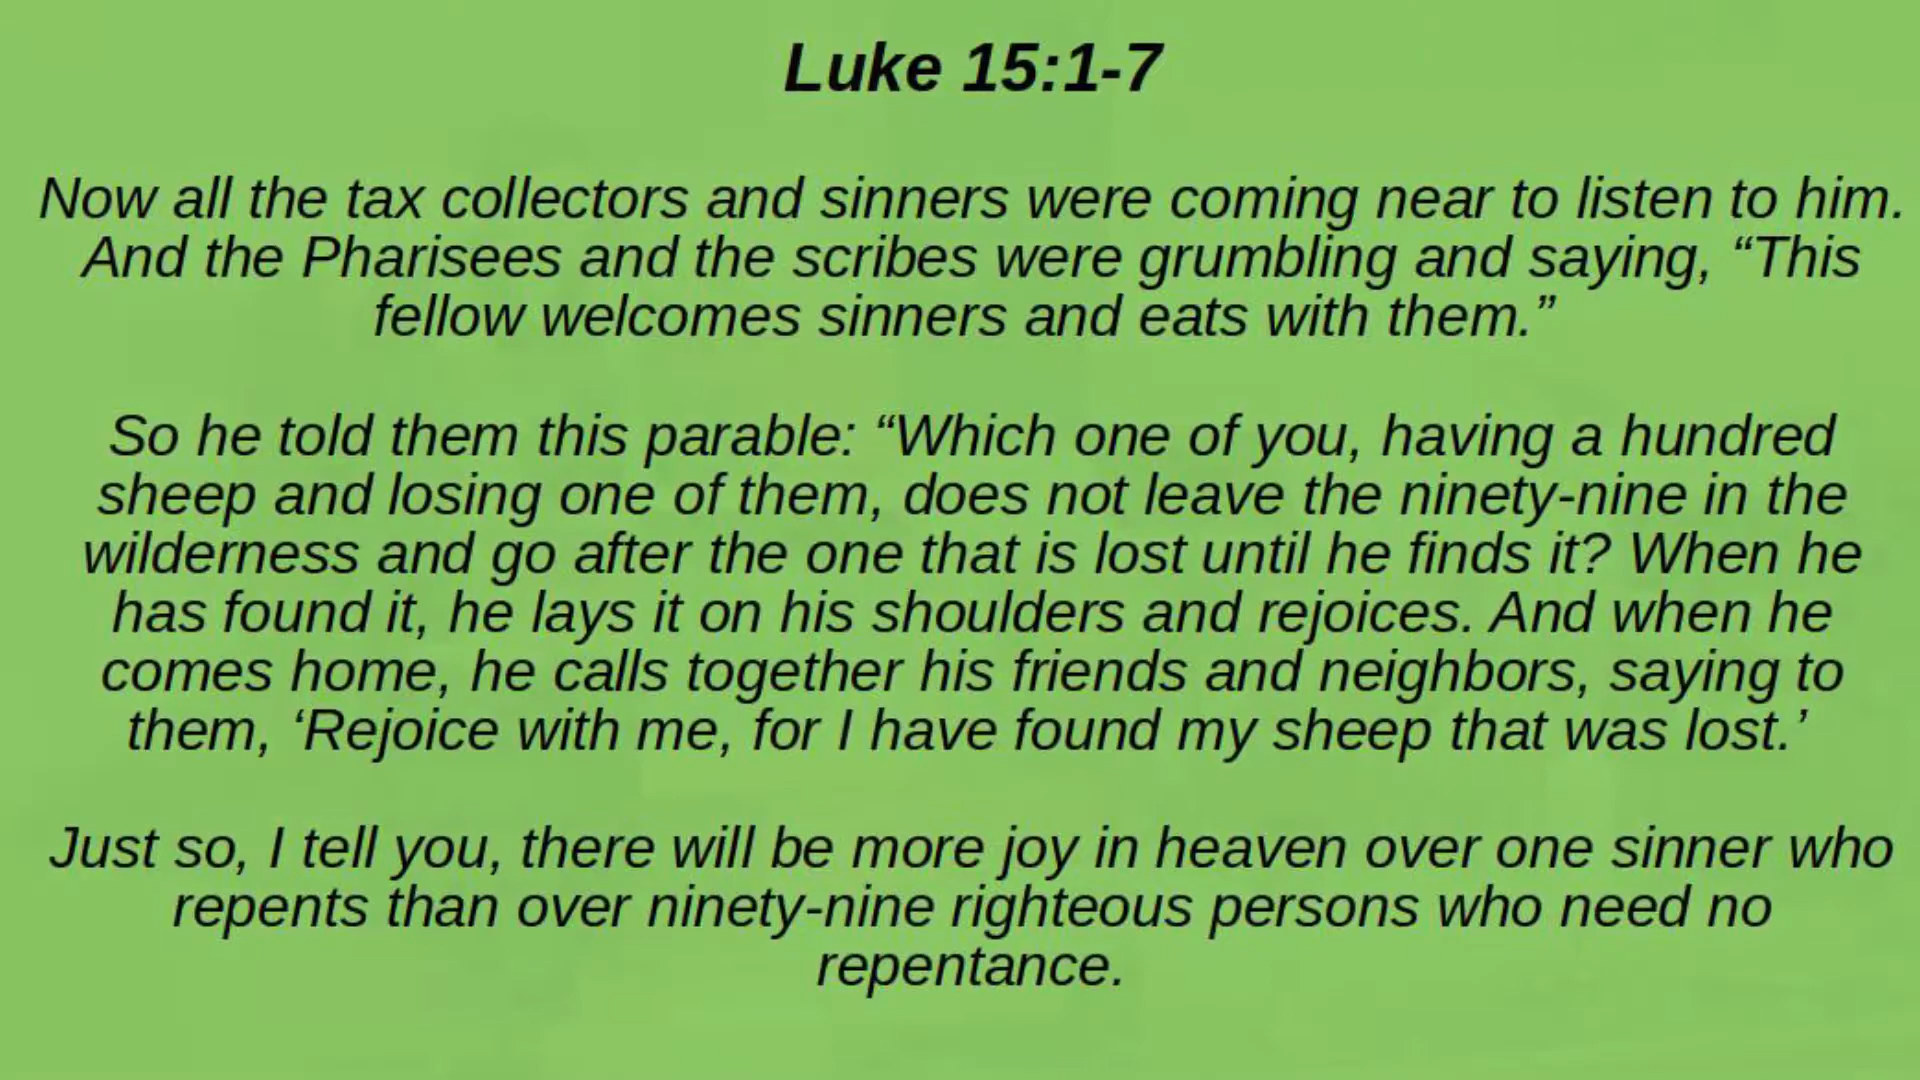 Luke 15:1-7
Now all the tax collectors and sinners were coming near to listen to him.
And the Pharisees and the scribes were grumbling and saying, “This
fellow welcomes sinners and eats with them.”
So he told them this parable: “Which one of you, having a hundred
sheep and losing one of them, does not leave the ninety-nine in the
wilderness and go after the one that is lost until he finds it? When he
has found it, he lays it on his shoulders and rejoices. And when he
comes home, he calls together his friends and neighbors, saying to
them, ‘Rejoice with me, for I have found my sheep that was lost.’
Just so, I tell you, there will be more joy in heaven over one sinner who
repents than over ninety-nine righteous persons who need no
repentance.